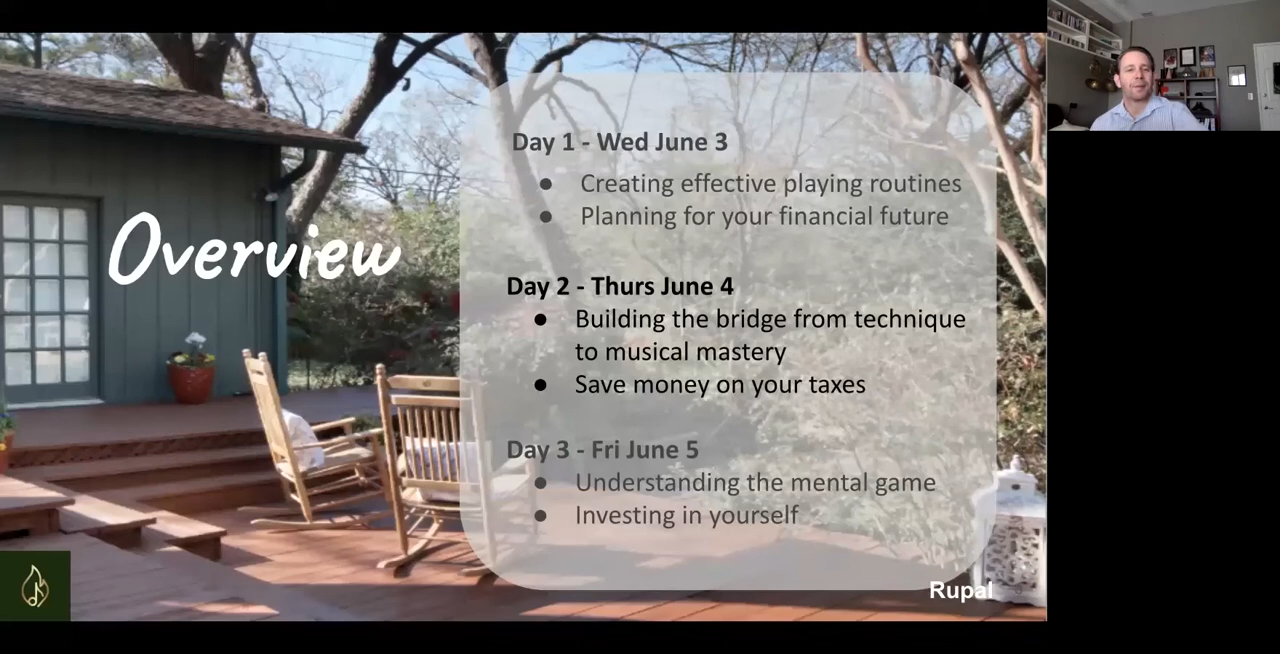 Overview
Day 1 - Wed June 3
● Creating effective playing routines
● Planning for your financial future
Day 2 - Thurs June 4
● Building the bridge from technique
to musical mastery
● Save money on your taxes
Day 3 - Fri June 5
● Understanding the mental game
● Investing in yourself
Rupal